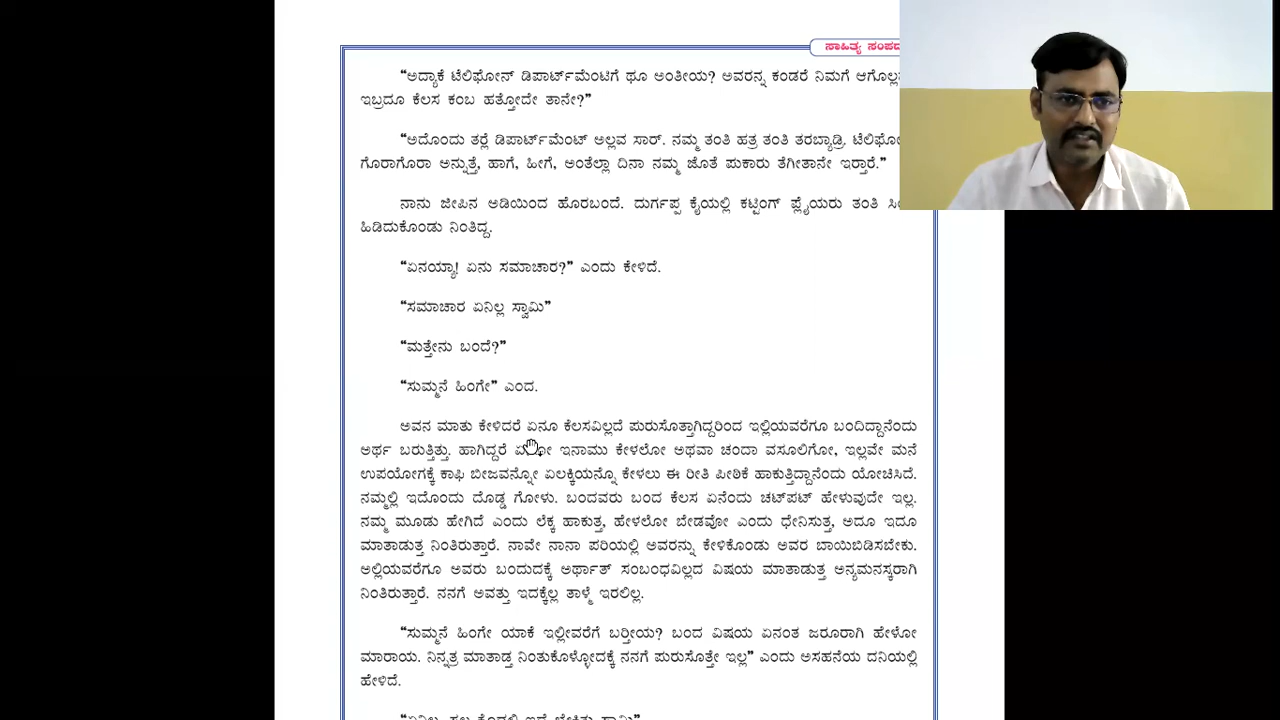 ಸಾಹಿತ್ಯ
“ಅದ್ಯಾಕೆ ಟೆಲಿಫೋನ್ ಡಿಪಾರ್ಟ್‌ಮೆಂಟಿಗೆ ಥೂ ಅಂತೀಯ? ಅವರನ್ನ ಕಂಡರೆ ನಿಮಗೆ
ಇಬ್ರದೂ ಕೆಲಸ ಕಂಬ ಹತ್ತೋದೇ ತಾನೇ?”
“ಅದೊಂದು ತರ‍್ಲೆ ಡಿಪಾರ್ಟ್‌ಮೆಂಟ್ ಅಲ್ಲವ ಸಾರ್. ನಮ್ಮ ತಂತಿ ಹತ್ರ ತಂತಿ ತರಬ್ಯಾಡ್ರಿ.
ಗೊರಾಗೊರಾ ಅನ್ನುತ್ತೆ, ಹಾಗೆ, ಹೀಗೆ, ಅಂತೆಲ್ಲಾ ದಿನಾ ನಮ್ಮ ಜೊತೆ ಪುಕಾರು ತೆಗೀತಾನೇ ಇರ‍್ತಾರೆ.”
ನಾನು ಜೀಪಿನ ಅಡಿಯಿಂದ ಹೊರಬಂದೆ. ದುರ್ಗಪ್ಪ ಕೈಯಲ್ಲಿ ಕಟ್ಟಿಂಗ್ ಪ್ಲೈಯರು ತಂತಿ
ಹಿಡಿದುಕೊಂಡು ನಿಂತಿದ್ದ.
“ಏನಯ್ಯಾ! ಏನು ಸಮಾಚಾರ?” ಎಂದು ಕೇಳಿದೆ.
“ಸಮಾಚಾರ ಏನಿಲ್ಲ ಸ್ವಾಮಿ”
“ಮತ್ತೇನು ಬಂದೆ?”
“ಸುಮ್ಮನೆ ಹಿಂಗೇ” ಎಂದ.
ಅವನ ಮಾತು ಕೇಳಿದರೆ ಏನೂ ಕೆಲಸವಿಲ್ಲದೆ ಪುರುಸೊತ್ತಾಗಿದ್ದರಿಂದ ಇಲ್ಲಿಯವರೆಗೂ ಬಂದಿದ್ದಾನೆಂದು
ಅರ್ಥ ಬರುತ್ತಿತ್ತು. ಹಾಗಿದ್ದರೆ ಇನಾಮು ಕೇಳಲೋ ಅಥವಾ ಚಂದಾ ವಸೂಲಿಗೋ, ಇಲ್ಲವೇ ಮನೆ
ಉಪಯೋಗಕ್ಕೆ ಕಾಫಿ ಬೀಜವನ್ನೋ ಏಲಕ್ಕಿಯನ್ನೊ ಕೇಳಲು ಈ ರೀತಿ ಪೀಠಿಕೆ ಹಾಕುತ್ತಿದ್ದಾನೆಂದು ಯೋಚಿಸಿದೆ.
ನಮ್ಮಲ್ಲಿ ಇದೊಂದು ದೊಡ್ಡ ಗೋಳು. ಬಂದವರು ಬಂದ ಕೆಲಸ ಏನೆಂದು ಚಟ್‌ಪಟ್ ಹೇಳುವುದೇ ಇಲ್ಲ.
ನಮ್ಮ ಮೂಡು ಹೇಗಿದೆ ಎಂದು ಲೆಕ್ಕ ಹಾಕುತ್ತ, ಹೇಳಲೋ ಬೇಡವೋ ಎಂದು ಧೇನಿಸುತ್ತ, ಅದೂ ಇದೂ
ಮಾತಾಡುತ್ತ ನಿಂತಿರುತ್ತಾರೆ. ನಾವೇ ನಾನಾ ಪರಿಯಲ್ಲಿ ಅವರನ್ನು ಕೇಳಿಕೊಂಡು ಅವರ ಬಾಯಿಬಿಡಿಸಬೇಕು.
ಅಲ್ಲಿಯವರೆಗೂ ಅವರು ಬಂದುದಕ್ಕೆ ಅರ್ಥಾತ್ ಸಂಬಂಧವಿಲ್ಲದ ವಿಷಯ ಮಾತಾಡುತ್ತ ಅನ್ಯಮನಸ್ಕರಾಗಿ
ನಿಂತಿರುತ್ತಾರೆ. ನನಗೆ ಅವತ್ತು ಇದಕ್ಕೆಲ್ಲ ತಾಳ್ಮೆ ಇರಲಿಲ್ಲ.
“ಸುಮ್ಮನೆ ಹಿಂಗೇ ಯಾಕೆ ಇಲ್ಲೀವರೆಗೆ ಬರ‍್ತೀಯ? ಬಂದ ವಿಷಯ ಏನಂತ ಜರೂರಾಗಿ ಹೇಳೋ
ಮಾರಾಯ. ನಿನ್ನತ್ರ ಮಾತಾಡ್ತ ನಿಂತುಕೊಳ್ಳೋದಕ್ಕೆ ನನಗೆ ಪುರುಸೊತ್ತೇ ಇಲ್ಲ” ಎಂದು ಅಸಹನೆಯ ದನಿಯಲ್ಲಿ
ಹೇಳಿದೆ.